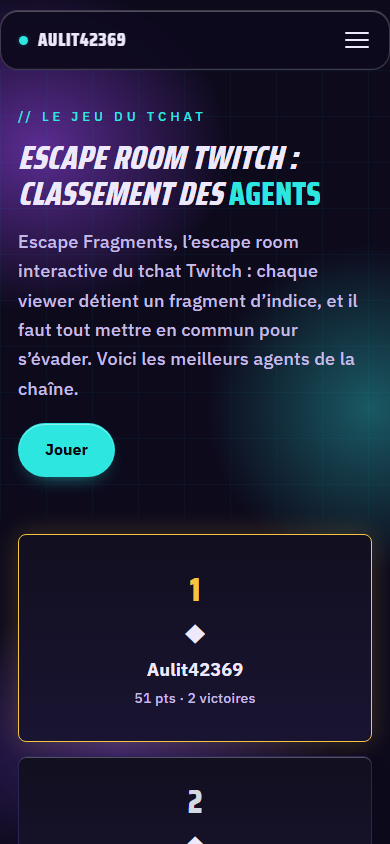 AULIT42369
// LE JEU DU TCHAT
ESCAPE ROOM TWITCH :
CLASSEMENT DES AGENTS
Escape Fragments, l’escape room
interactive du tchat Twitch : chaque
viewer détient un fragment d’indice, et il
faut tout mettre en commun pour
s’évader. Voici les meilleurs agents de la
chaîne.
Jouer
1
Aulit42369
51 pts · 2 victoires
2